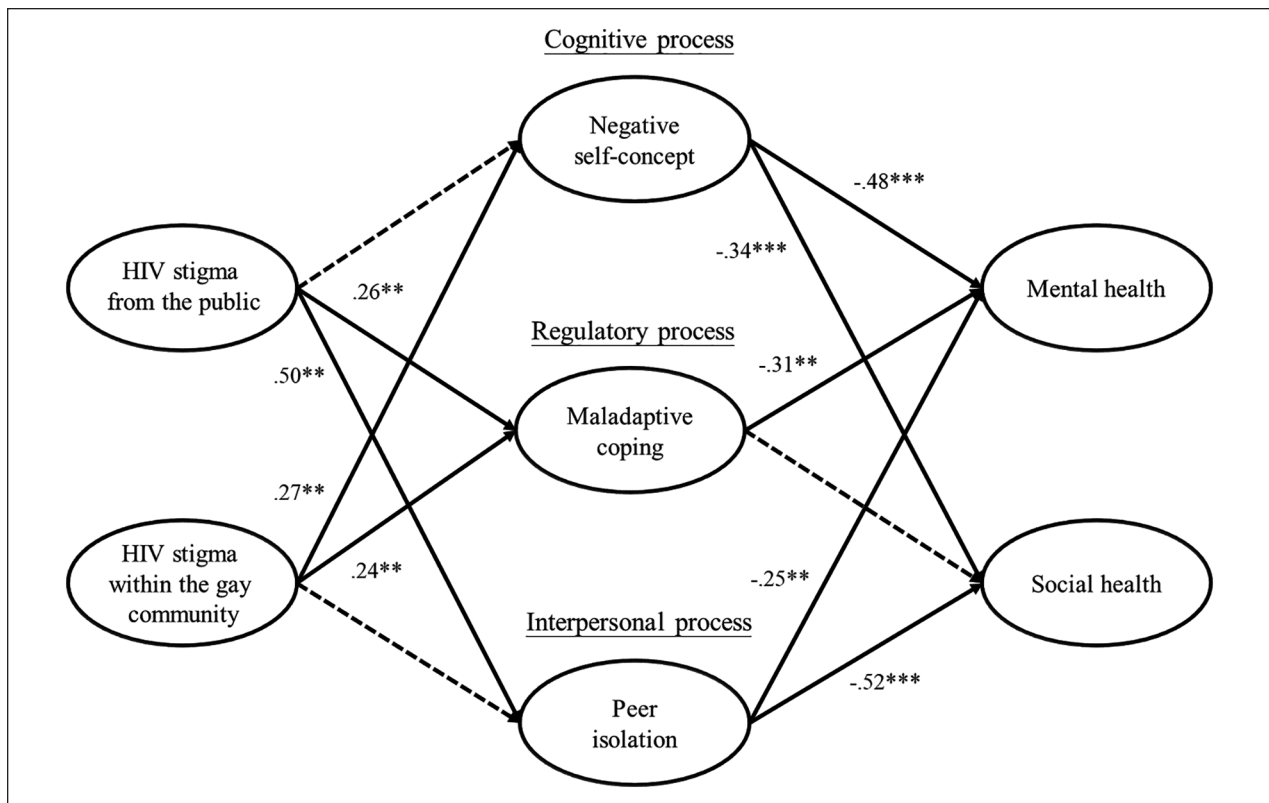 Cognitive process
Negative
self-concept
-.48***
-.34***
HIV stigma
from the public
.26**
Mental health
Regulatory process
.50**
-.31**
Maladaptive
coping
.27**
HIV stigma
within the gay
community
.24**
-.25**
Social health
Interpersonal process
-.52***
Peer
isolation